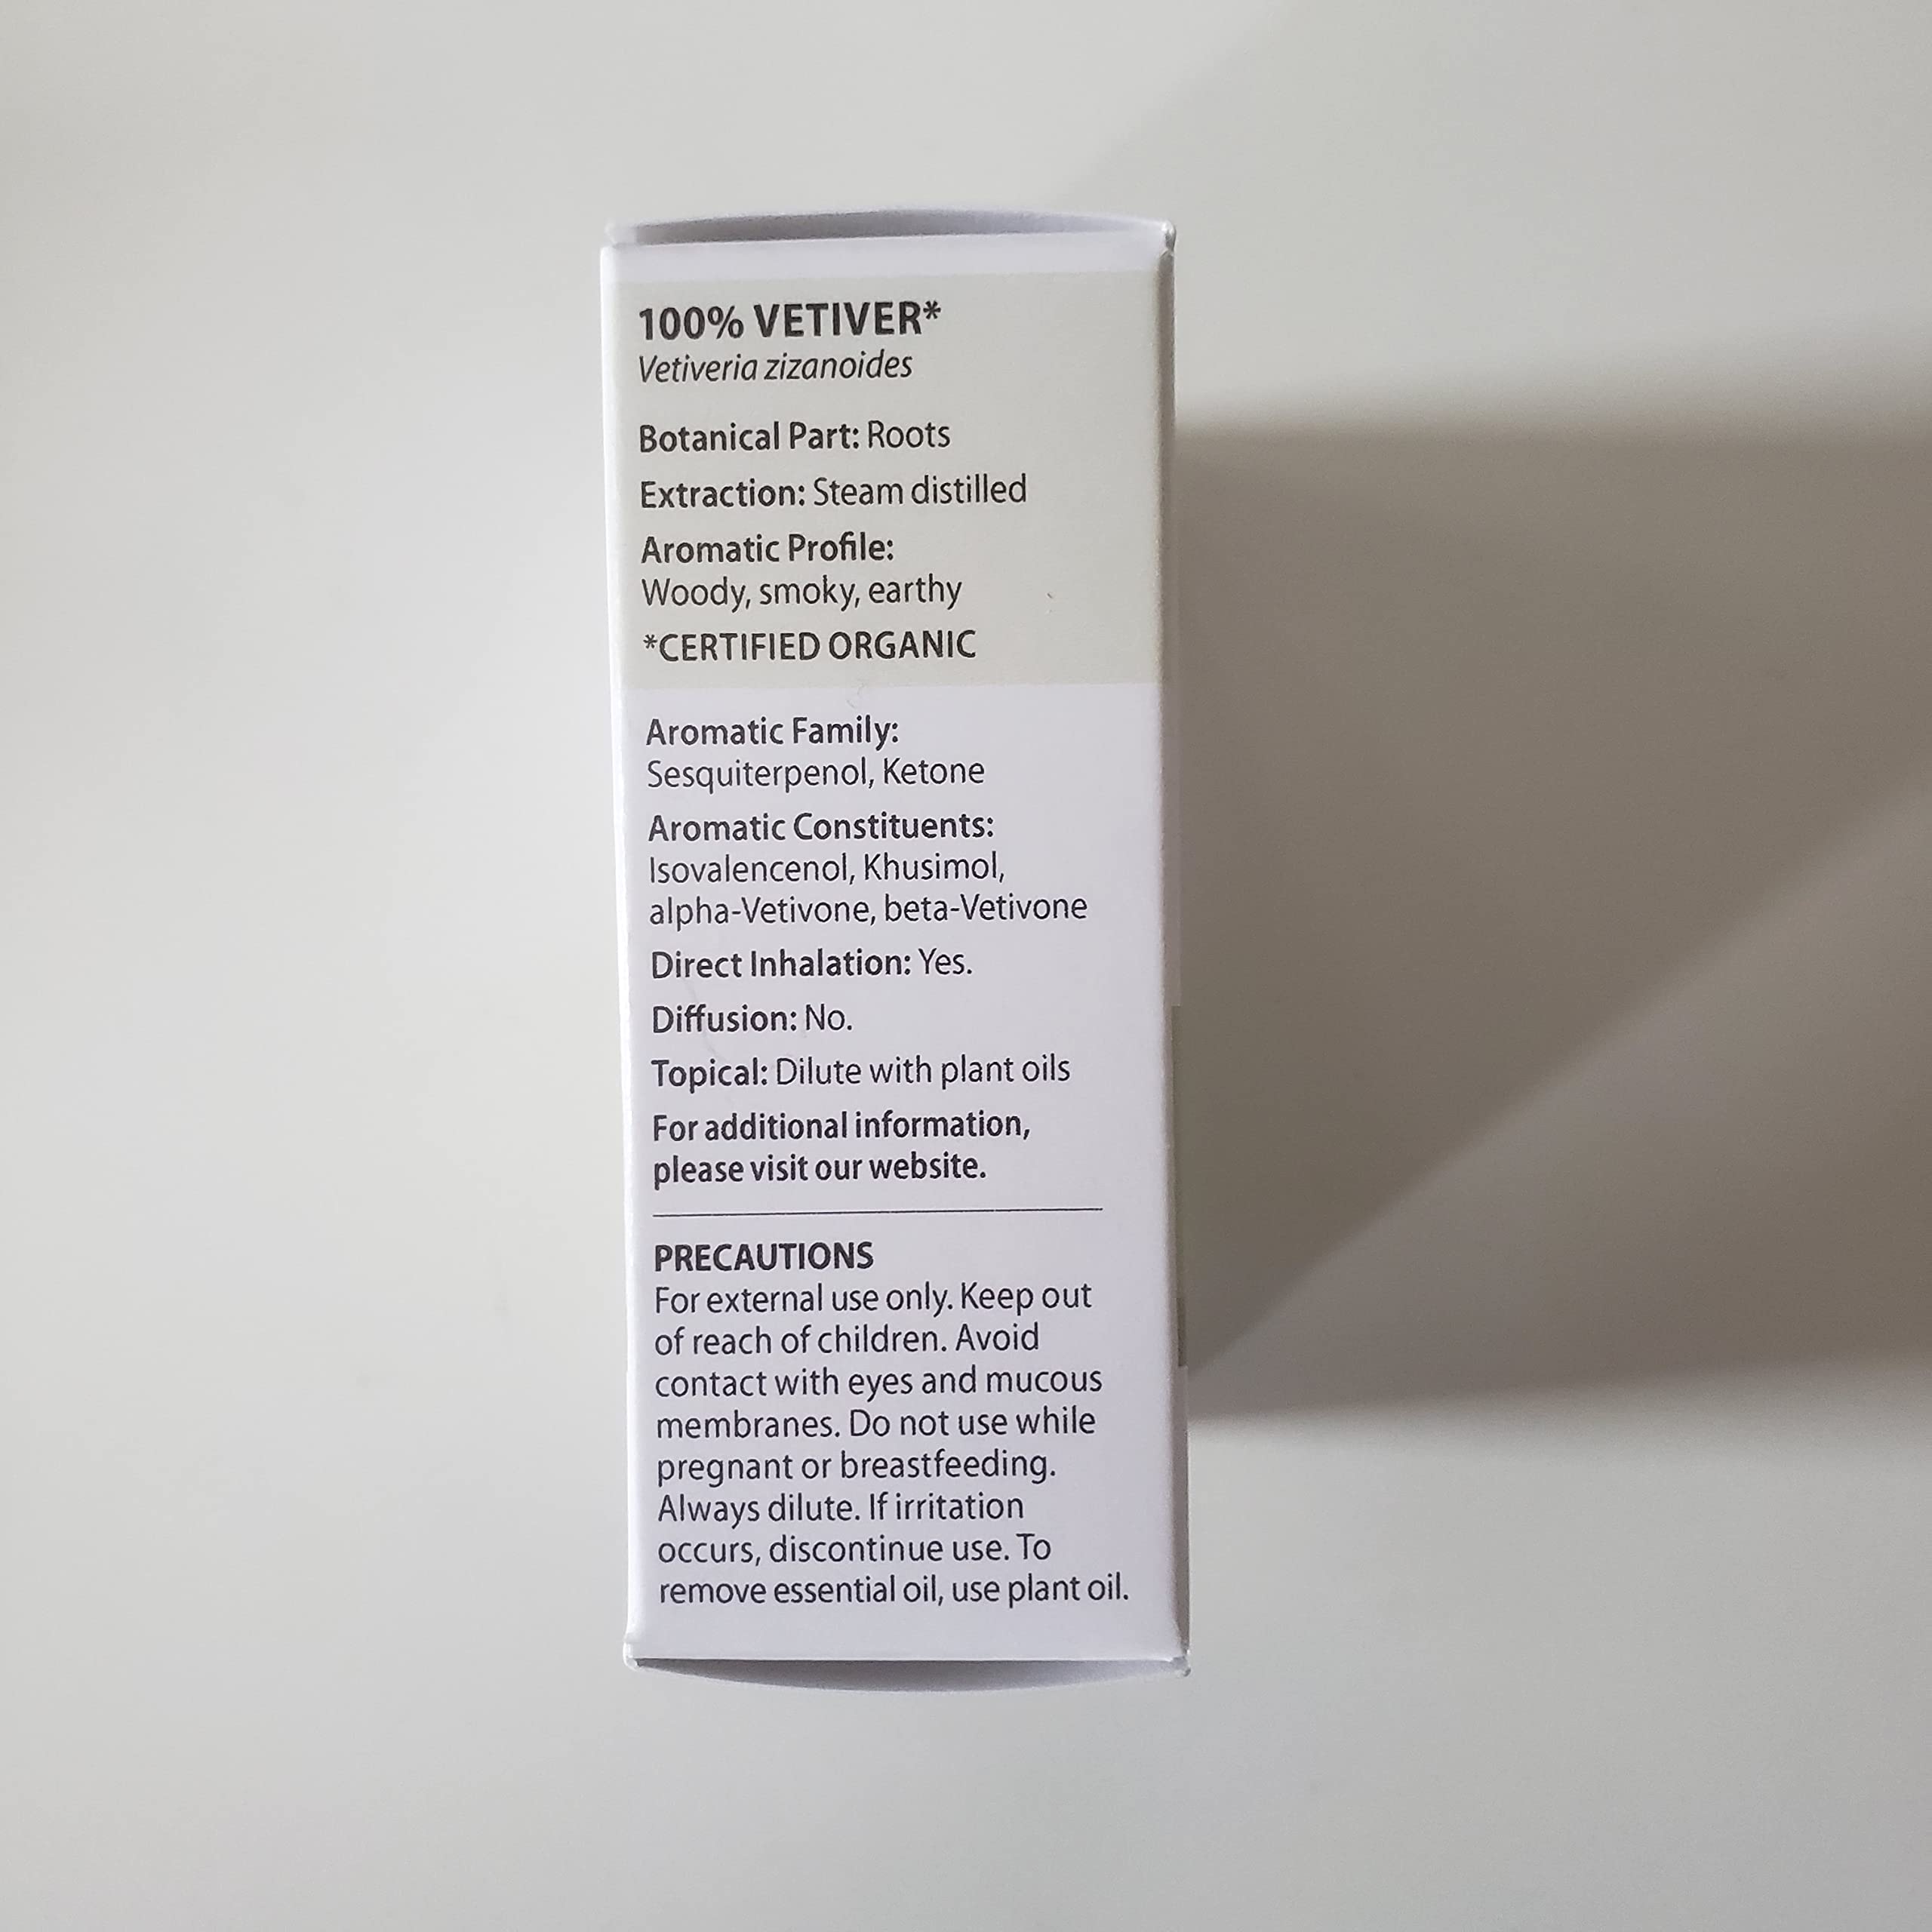 100% VETIVER*
Vetiveria zizanoides
Botanical Part: Roots
Extraction: Steam distilled
Aromatic Profile:
Woody, smoky, earthy
*CERTIFIED ORGANIC
Aromatic Family:
Sesquiterpenol, Ketone
Aromatic Constituents:
Isovalencenol, Khusimol,
alpha-Vetivone, beta-Vetivone
Direct Inhalation: Yes.
Diffusion: No.
Topical: Dilute with plant oils
For additional information,
please visit our website.
PRECAUTIONS
For external use only. Keep out
of reach of children. Avoid
contact with eyes and mucous
membranes. Do not use while
pregnant or breastfeeding.
Always dilute. If irritation
occurs, discontinue use. To
remove essential oil, use plant oil.